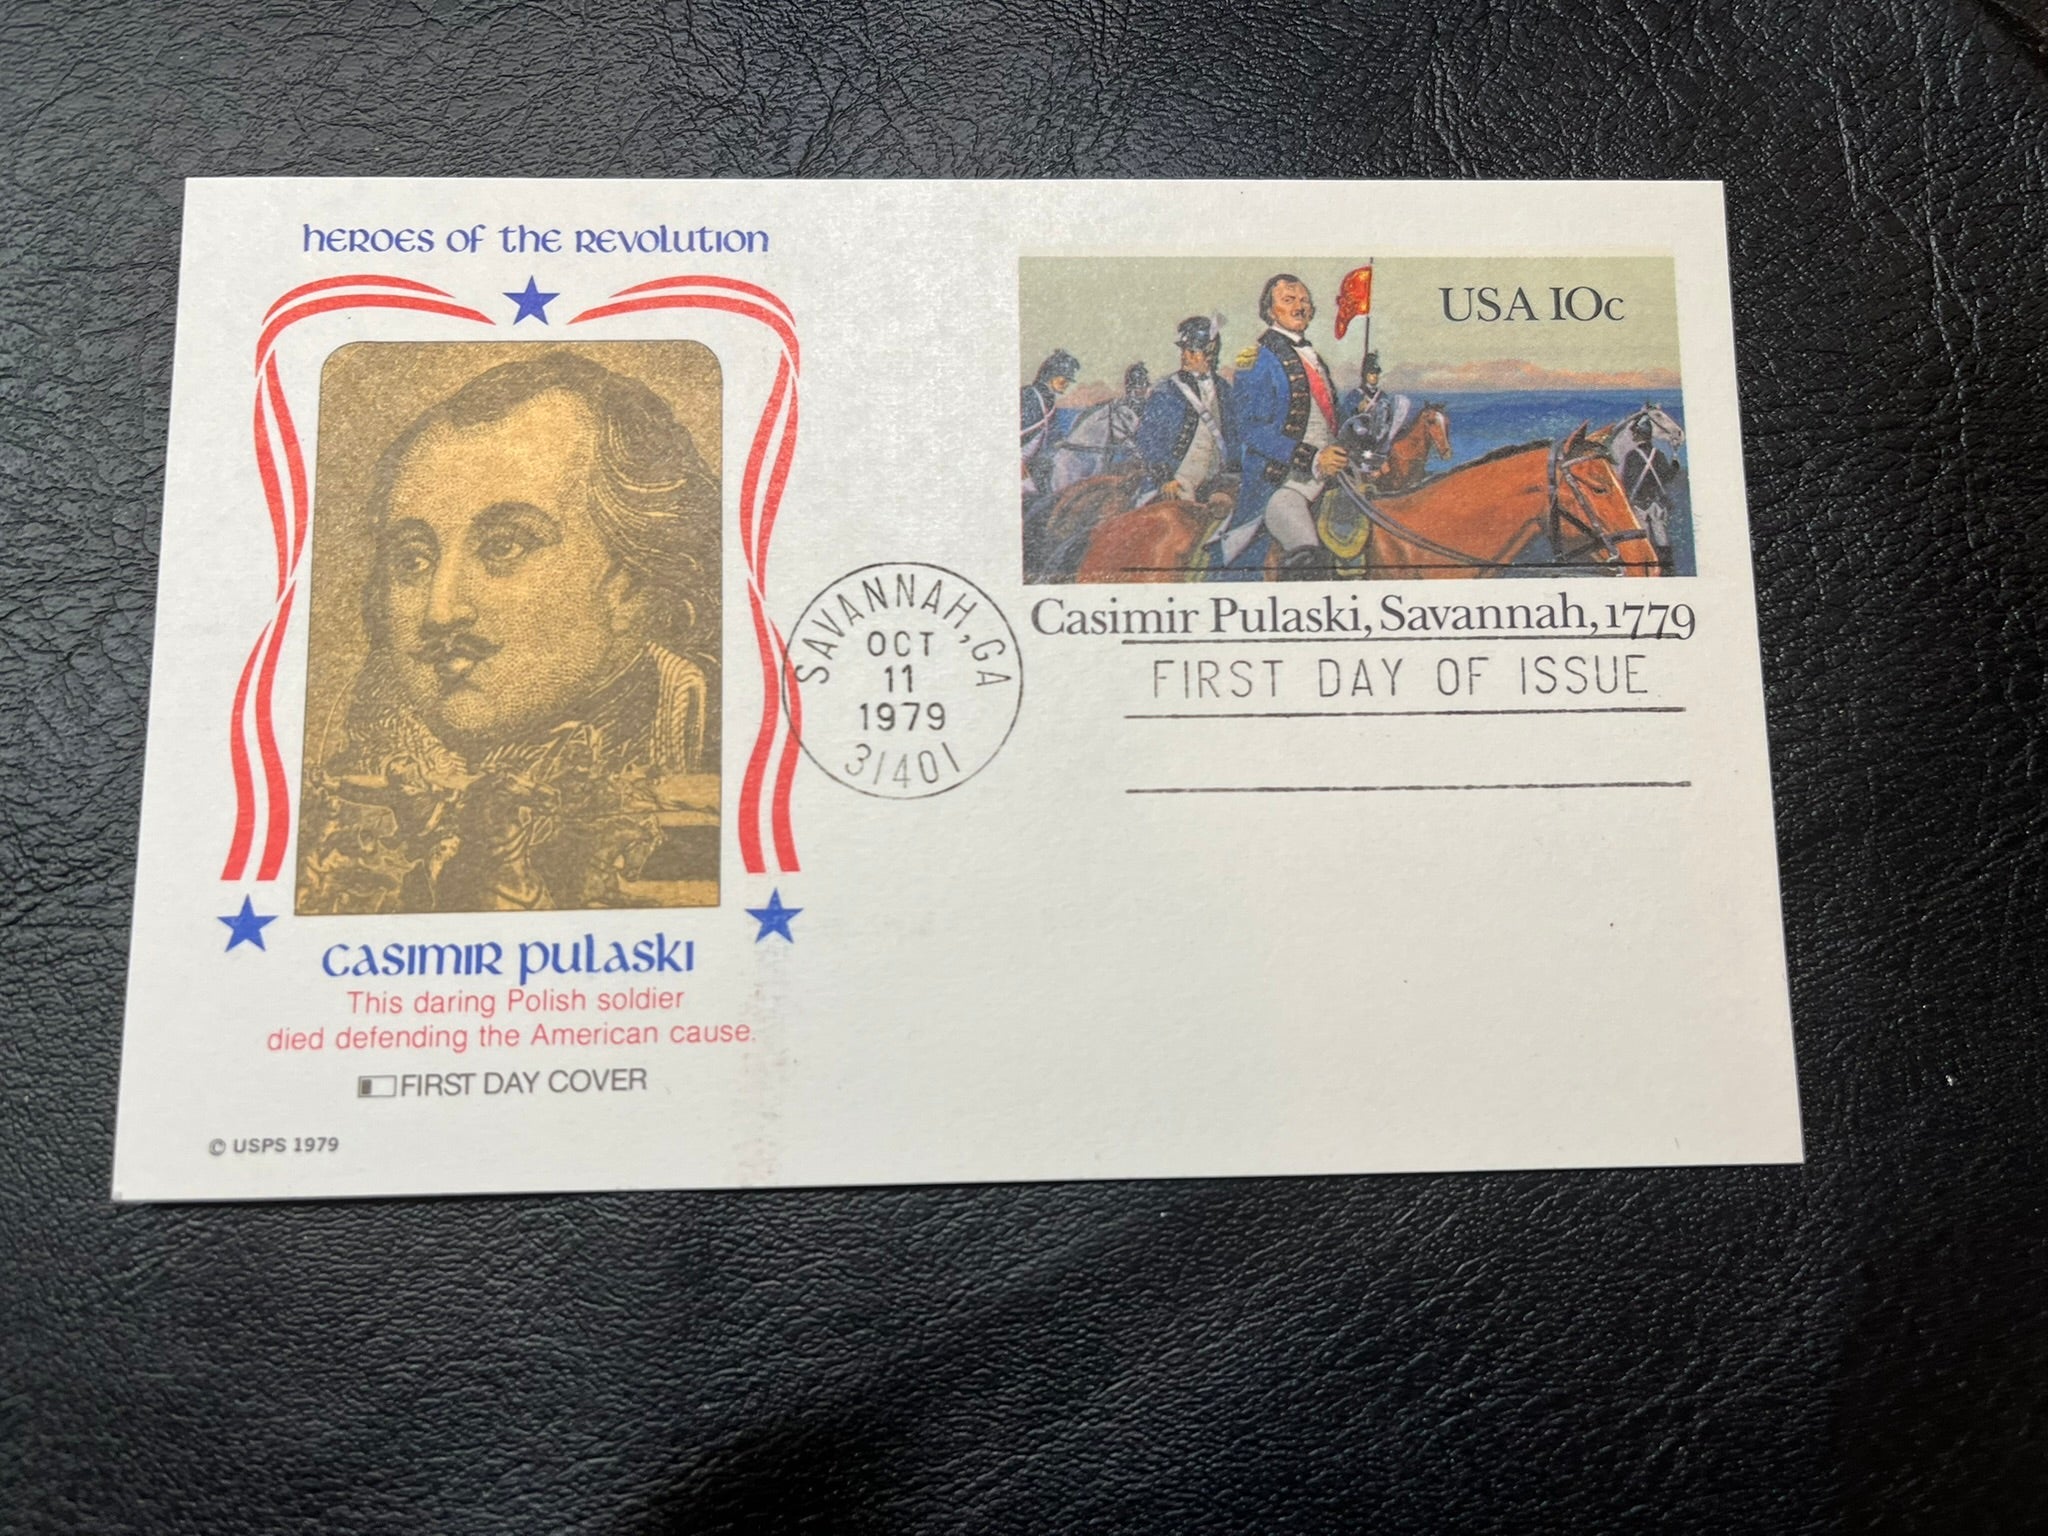 HEROES OF THE REVOLUTION
CASIMIR PULASKI
This daring Polish soldier
died defending the American cause.
FIRST DAY COVER
© USPS 1979
USA 10c
Casimir Pulaski, Savannah, 1779
SAVANNAH, GA
OCT
11
1979
31401
FIRST DAY OF ISSUE